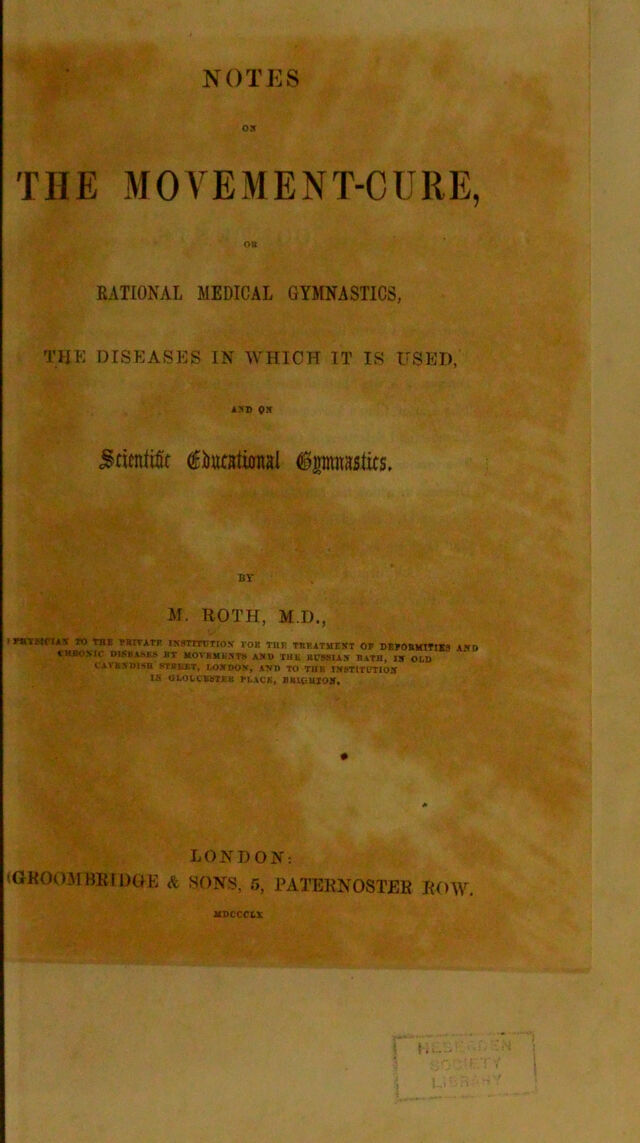 NOTES
ON
THE MOVEMENT-CURE,
OR
RATIONAL MEDICAL GYMNASTICS,
THE DISEASES IN WHICH IT IS USED,
AND ON
Scientific Educational Gymnastics.
BY
M. ROTH, M.D.,
PHYSICIAN TO THE PRIVATE INSTITUTION FOR THE TREATMENT OF DEFORMITIES AND
CHRONIC DISEASES BY MOVEMENTS AND THE RUSSIAN BATH, IN OLD
CAVENDISH STREET, LONDON, AND TO THE INSTITUTION
IN GLOUCESTER PLACE, BRIGHTON.
LONDON:
GROOMBRIDGE & SONS, 5, PATERNOSTER ROW.
MDCCCLX
HEBERDEN
SOCIETY
LIBRARY